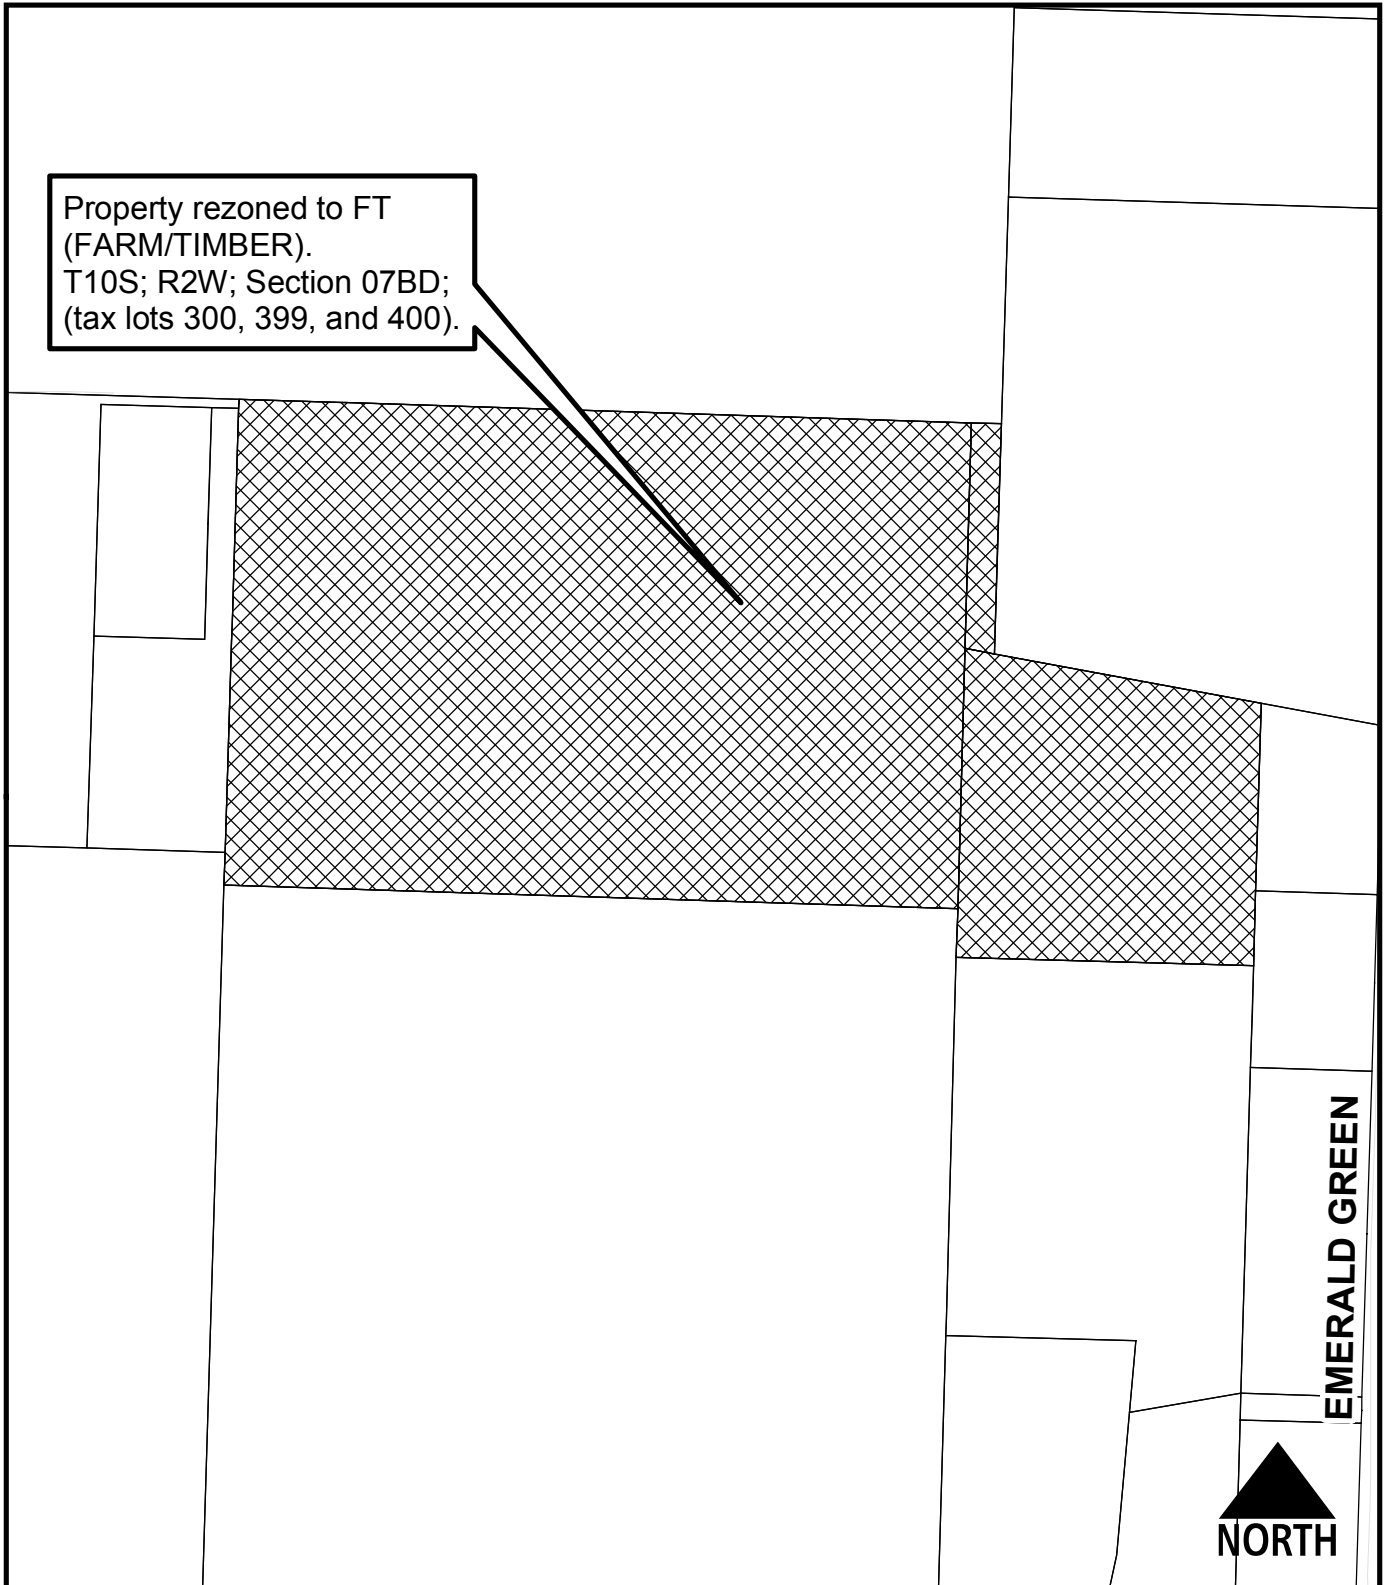 Property rezoned to FT
(FARM/TIMBER).
T10S; R2W; Section 07BD;
(tax lots 300, 399, and 400).
EMERALD GREEN
NORTH